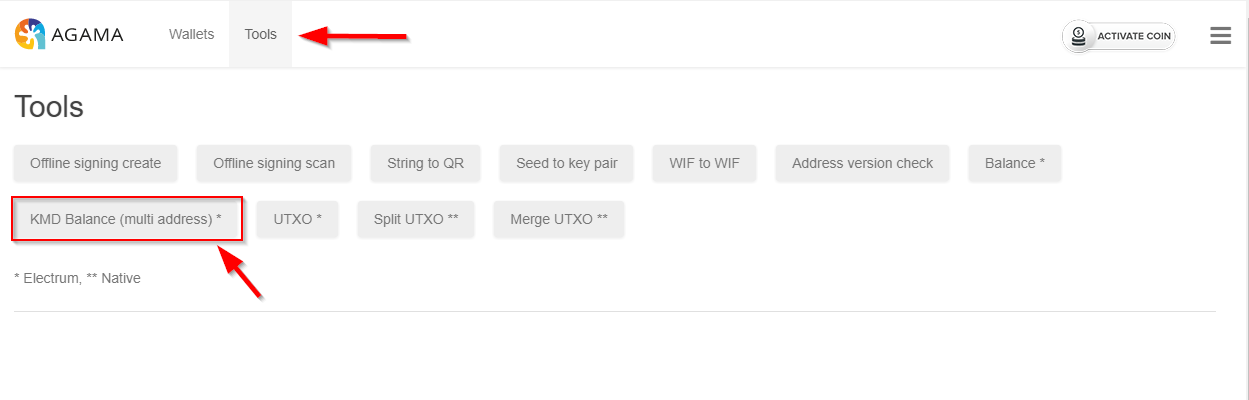 AGAMA Wallets Tools ACTIVATE COIN
Tools
Offline signing create Offline signing scan String to QR Seed to key pair WIF to WIF Address version check Balance *
KMD Balance (multi address) * UTXO * Split UTXO ** Merge UTXO **
* Electrum, ** Native